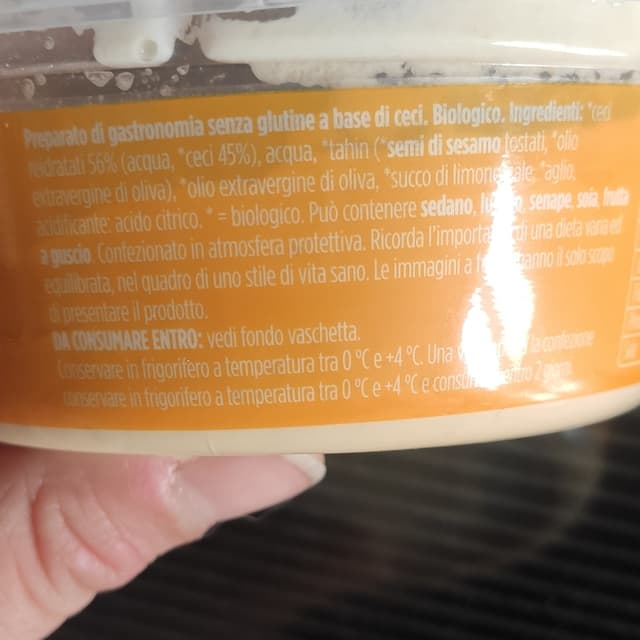 Preparato di gastronomia senza glutine a base di ceci. Biologico. Ingredienti: *ceci
reidratati 56% (acqua, *ceci 45%), acqua, *tahin (*semi di sesamo tostati, *olio
extravergine di oliva), *olio extravergine di oliva, *succo di limone, sale, *aglio,
acidificante: acido citrico. * = biologico. Può contenere sedano, senape, soia, frutta
a guscio. Confezionato in atmosfera protettiva. Ricorda di una dieta varia ed
equilibrata, nel quadro di uno stile di vita sano. Le immagini a hanno il solo scopo
di presentare il prodotto.
DA CONSUMARE ENTRO: vedi fondo vaschetta.
Conservare in frigorifero a temperatura tra 0 °C e +4 °C. Una la confezione
conservare in frigorifero a temperatura tra 0 °C e +4 °C e entro 2